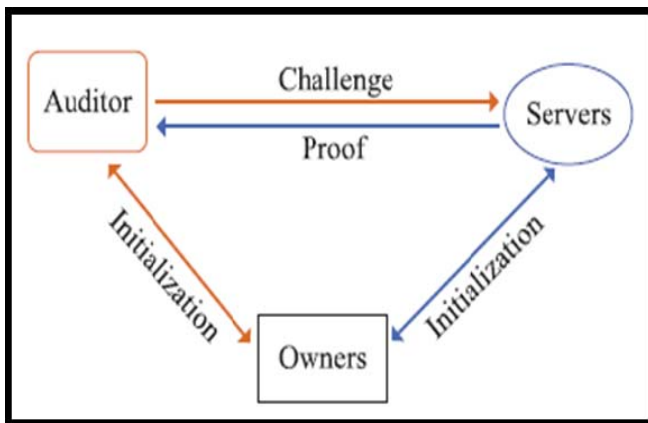 Challenge
Auditor
Servers
Proof
Initialization
Initialization
Owners